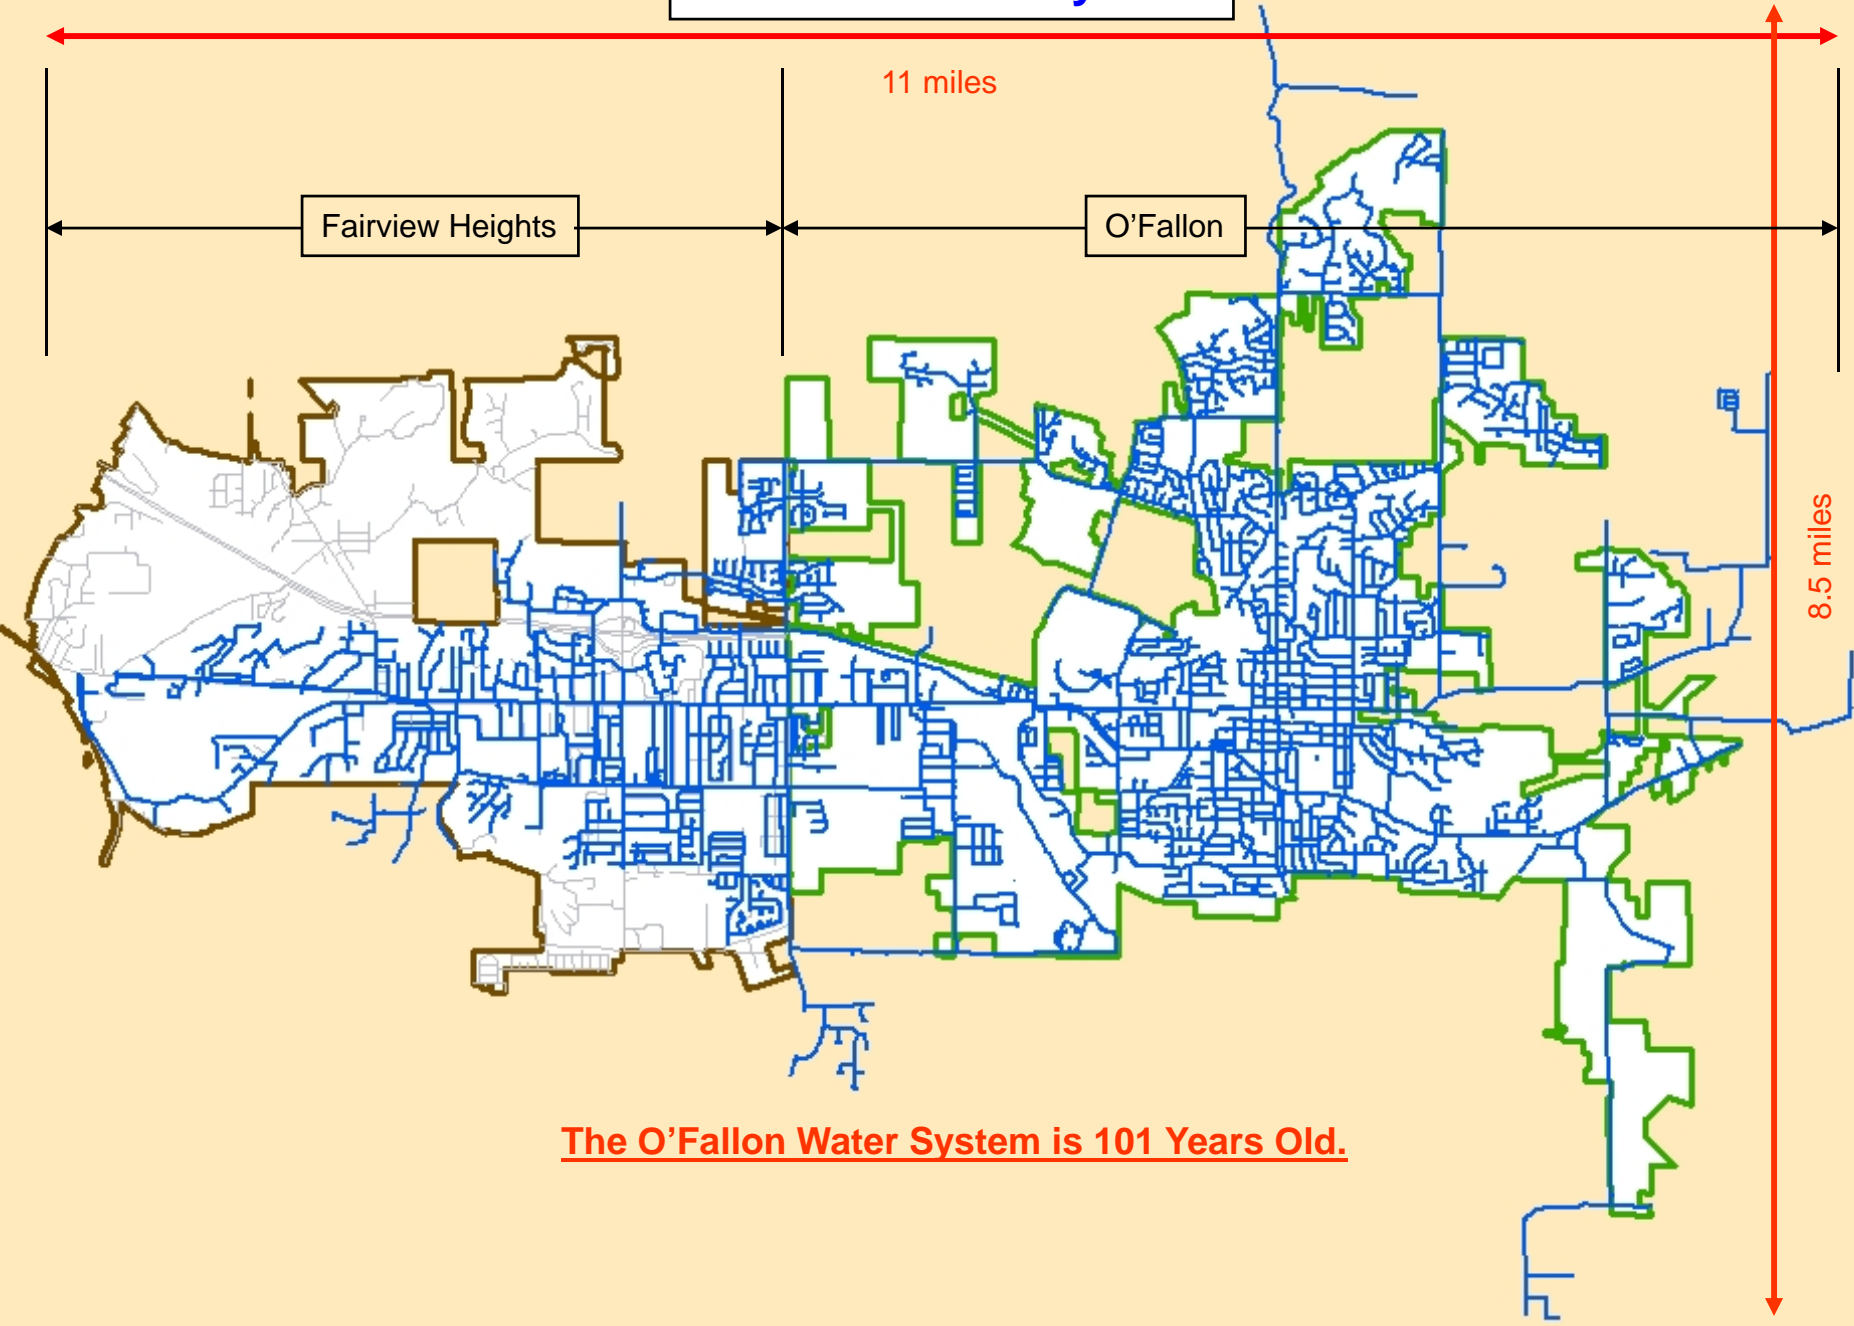 11 miles
Fairview Heights
O'Fallon
8.5 miles
The O'Fallon Water System is 101 Years Old.